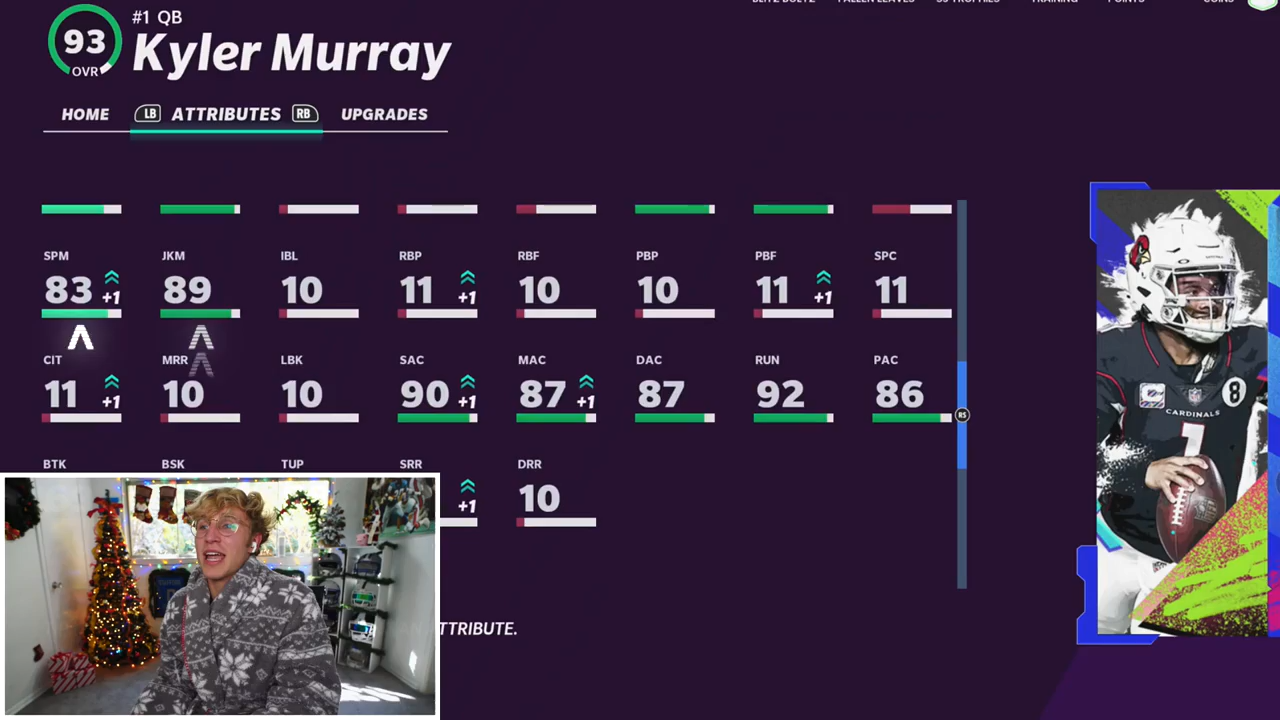 #1 QB
93
OVR
Kyler Murray
HOME LB ATTRIBUTES RB UPGRADES
SPM JKM IBL RBP RBF PBP PBF SPC
83 +1 89 10 11 +1 10 10 11 +1 11
CIT MRR LBK SAC MAC DAC RUN PAC
11 +1 10 10 90 +1 87 +1 87 92 86
RS
BTK BSK TUP SRR DRR
+1 10
TTRIBUTE.
8
CARDINALS
1